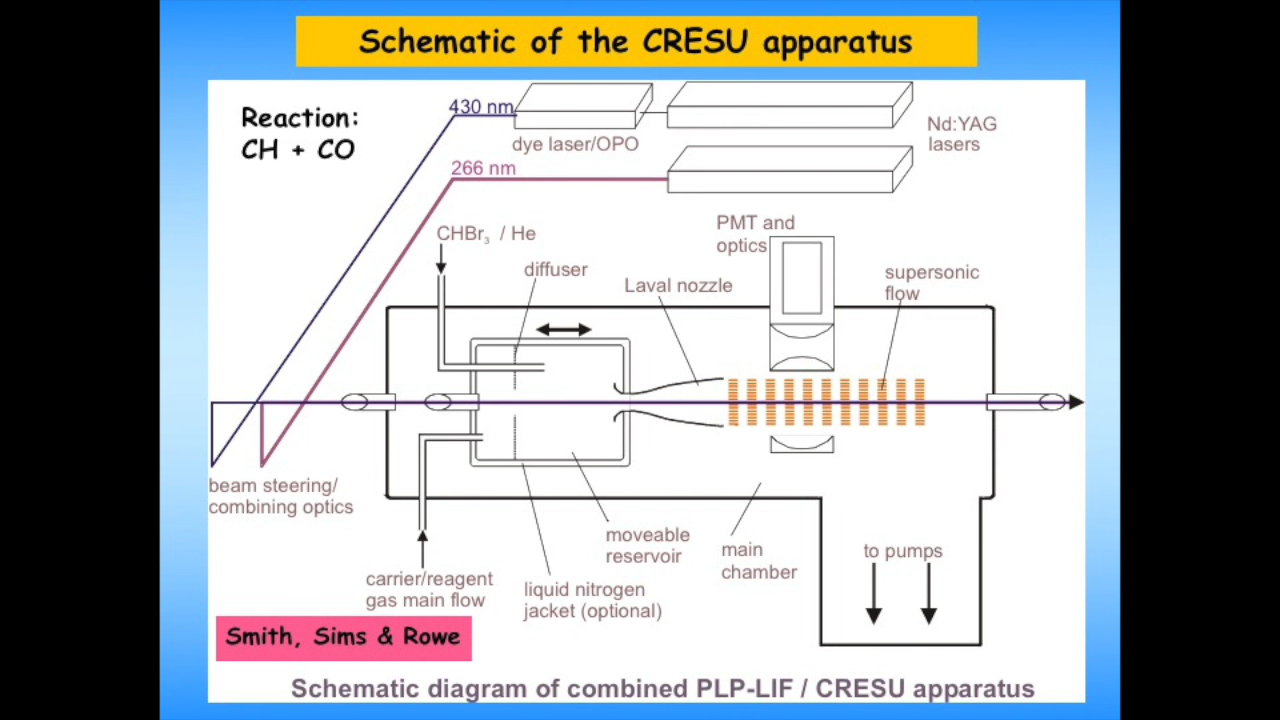 Schematic of the CRESU apparatus
Reaction:
CH + CO
430 nm
dye laser/OPO
Nd:YAG
lasers
266 nm
PMT and
optics
CHBr₃ / He
diffuser
Laval nozzle
supersonic
flow
beam steering/
combining optics
moveable
reservoir
main
chamber
to pumps
carrier/reagent
gas main flow
liquid nitrogen
jacket (optional)
Smith, Sims & Rowe
Schematic diagram of combined PLP-LIF / CRESU apparatus